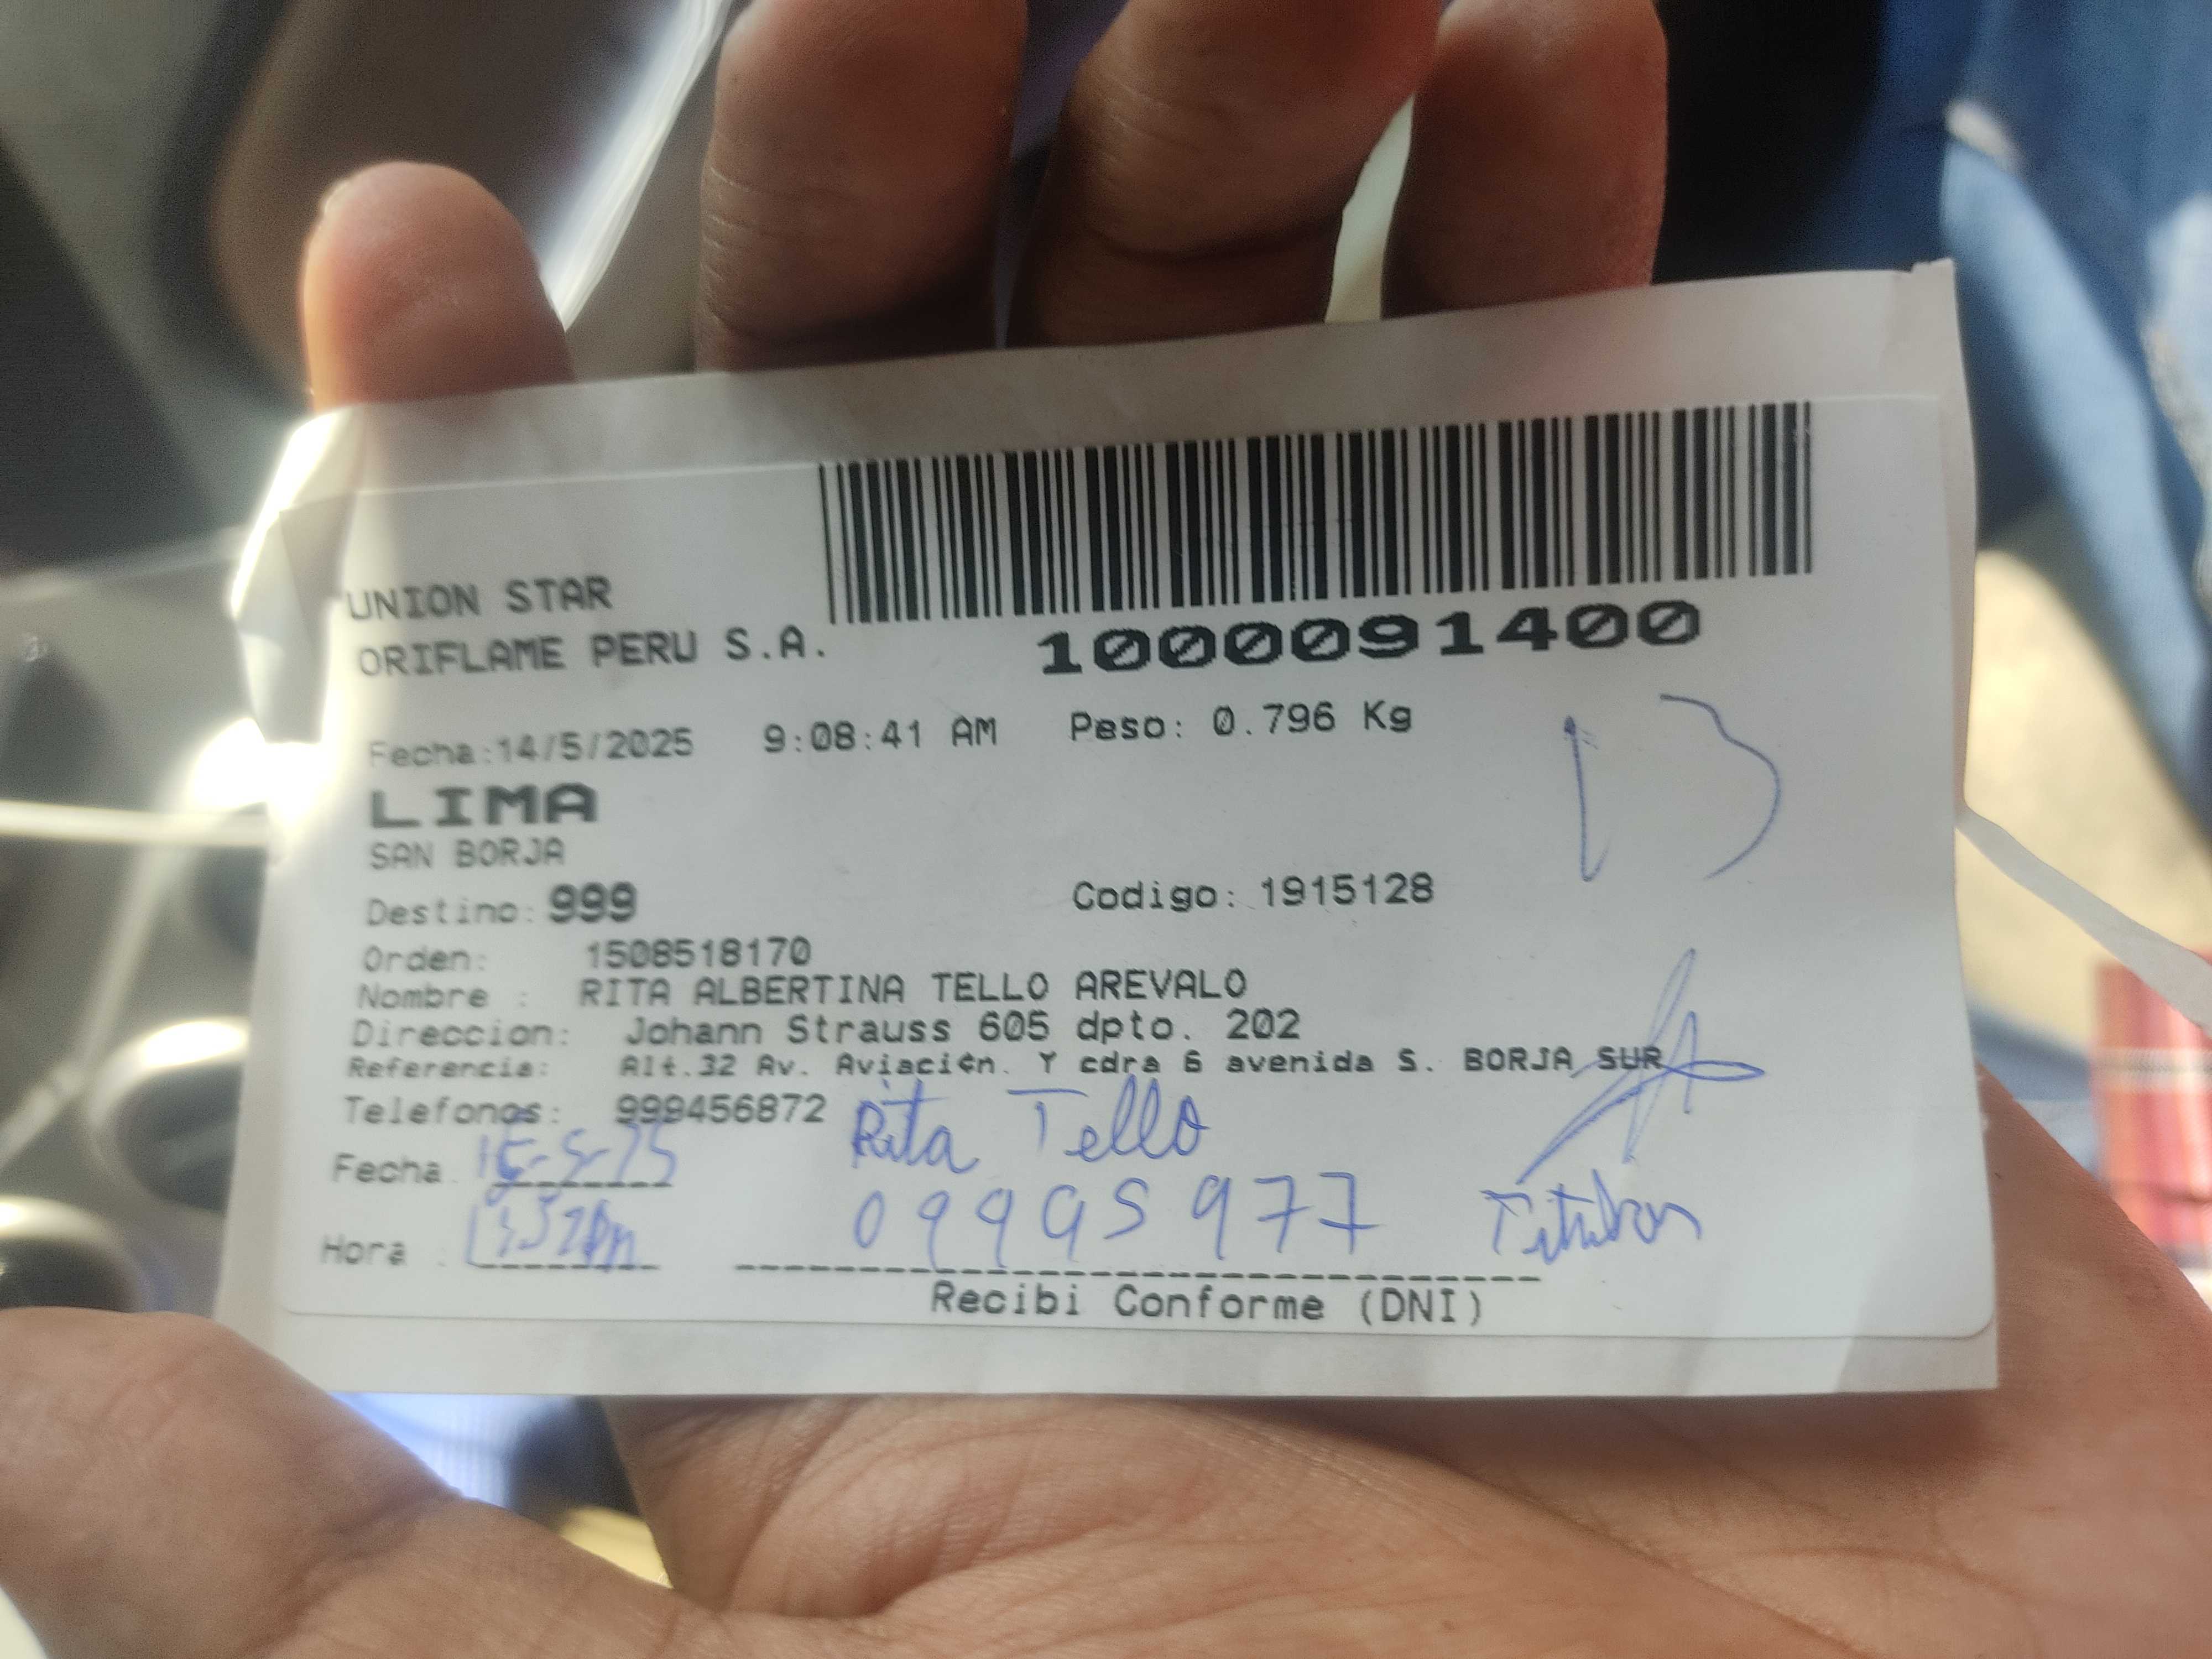 UNION STAR
ORIFLAME PERU S.A.
1000091400
Fecha:14/5/2025 9:08:41 AM Peso: 0.796 Kg
LIMA
SAN BORJA
Destino: 999 Codigo: 1915128
Orden: 1508518170
Nombre : RITA ALBERTINA TELLO AREVALO
Direccion: Johann Strauss 605 dpto. 202
Referencia: Alt.32 Av. Aviación. Y cdra 6 avenida S. BORJA SUR
Telefonos: 999456872
Rita Tello
Fecha 15-5-25
09995977
Hora :
Recibi Conforme (DNI)